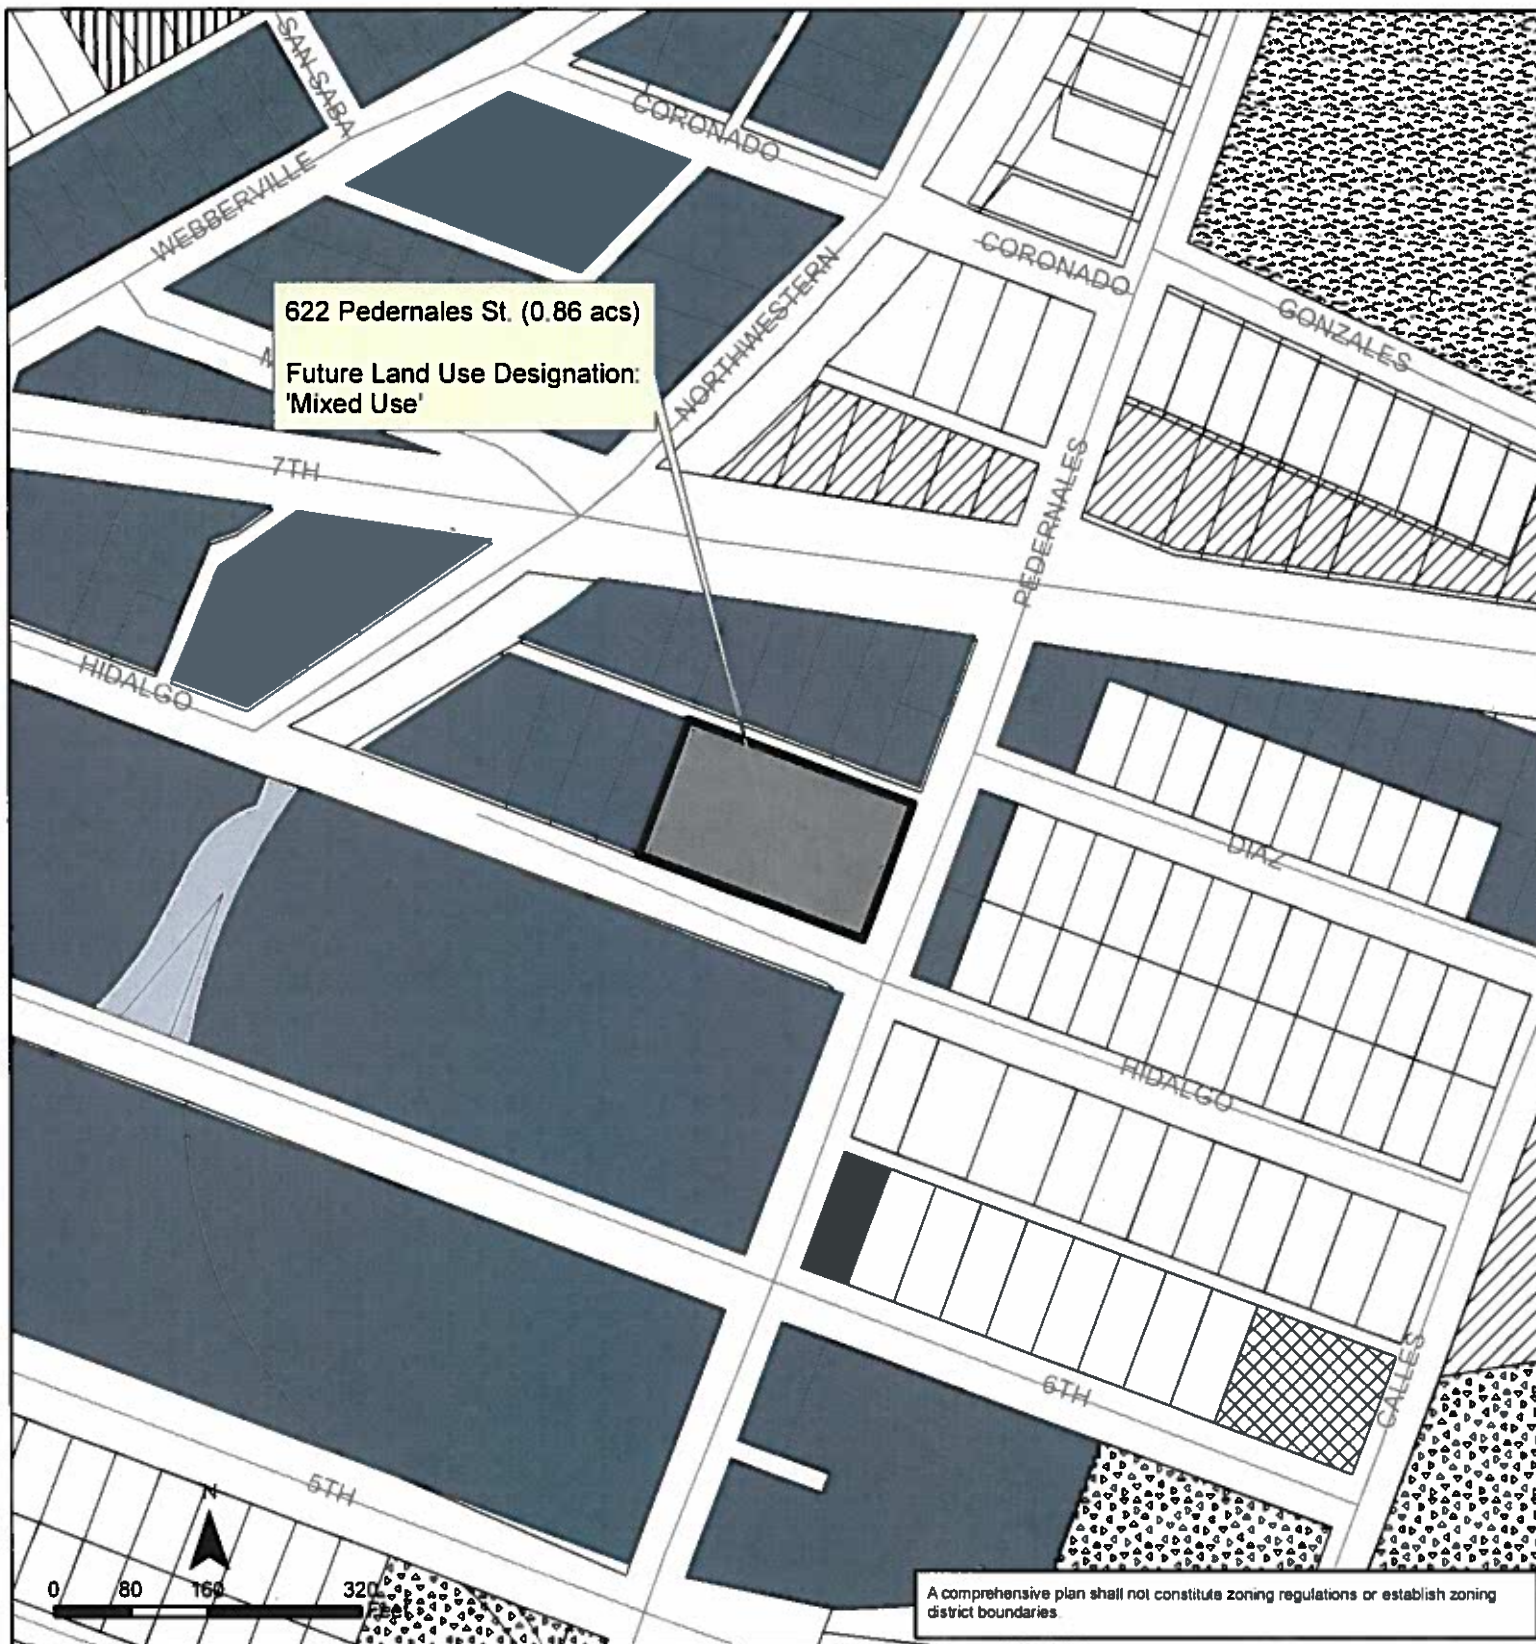 SAN SABA
CORONADO
WEBBERVILLE
CORONADO
NORTHWESTERN
GONZALES
622 Pedernales St. (0.86 acs)
Future Land Use Designation:
'Mixed Use'
7TH
PEDERNALES
HIDALGO
DIAZ
HIDALGO
6TH
CALLES
5TH
N
0 80 160 320
Feet
A comprehensive plan shall not constitute zoning regulations or establish zoning
district boundaries.